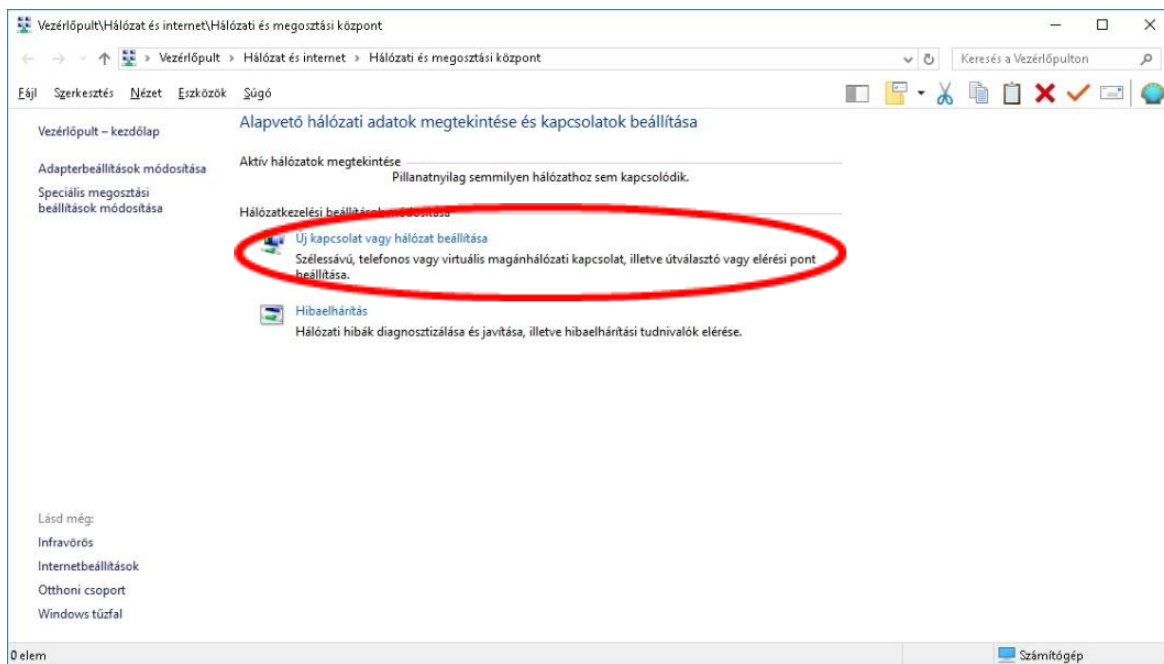 Vezérlőpult\Hálózat és internet\Hálózati és megosztási központ
Vezérlőpult › Hálózat és internet › Hálózati és megosztási központ
Keresés a Vezérlőpulton
Fájl Szerkesztés Nézet Eszközök Súgó
Vezérlőpult – kezdőlap
Adapterbeállítások módosítása
Speciális megosztási
beállítások módosítása
Alapvető hálózati adatok megtekintése és kapcsolatok beállítása
Aktív hálózatok megtekintése
Pillanatnyilag semmilyen hálózathoz sem kapcsolódik.
Hálózatkezelési beállítások módosítása
Új kapcsolat vagy hálózat beállítása
Szélessávú, telefonos vagy virtuális magánhálózati kapcsolat, illetve útválasztó vagy elérési pont
beállítása.
Hibaelhárítás
Hálózati hibák diagnosztizálása és javítása, illetve hibaelhárítási tudnivalók elérése.
Lásd még:
Infravörös
Internetbeállítások
Otthoni csoport
Windows tűzfal
0 elem
Számítógép